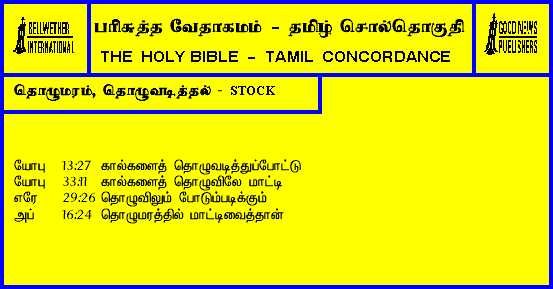 BELLWETHER
INTERNATIONAL
பரிசுத்த வேதாகமம் - தமிழ் சொல்தொகுதி
THE HOLY BIBLE - TAMIL CONCORDANCE
GOOD NEWS
PUBLISHERS
தொழுமரம், தொழுவடித்தல் - STOCK
யோபு 13:27 கால்களைத் தொழுவடித்துப்போட்டு
யோபு 33:11 கால்களைத் தொழுவிலே மாட்டி
எரே 29:26 தொழுவிலும் போடும்படிக்கும்
அப் 16:24 தொழுமரத்தில் மாட்டிவைத்தான்